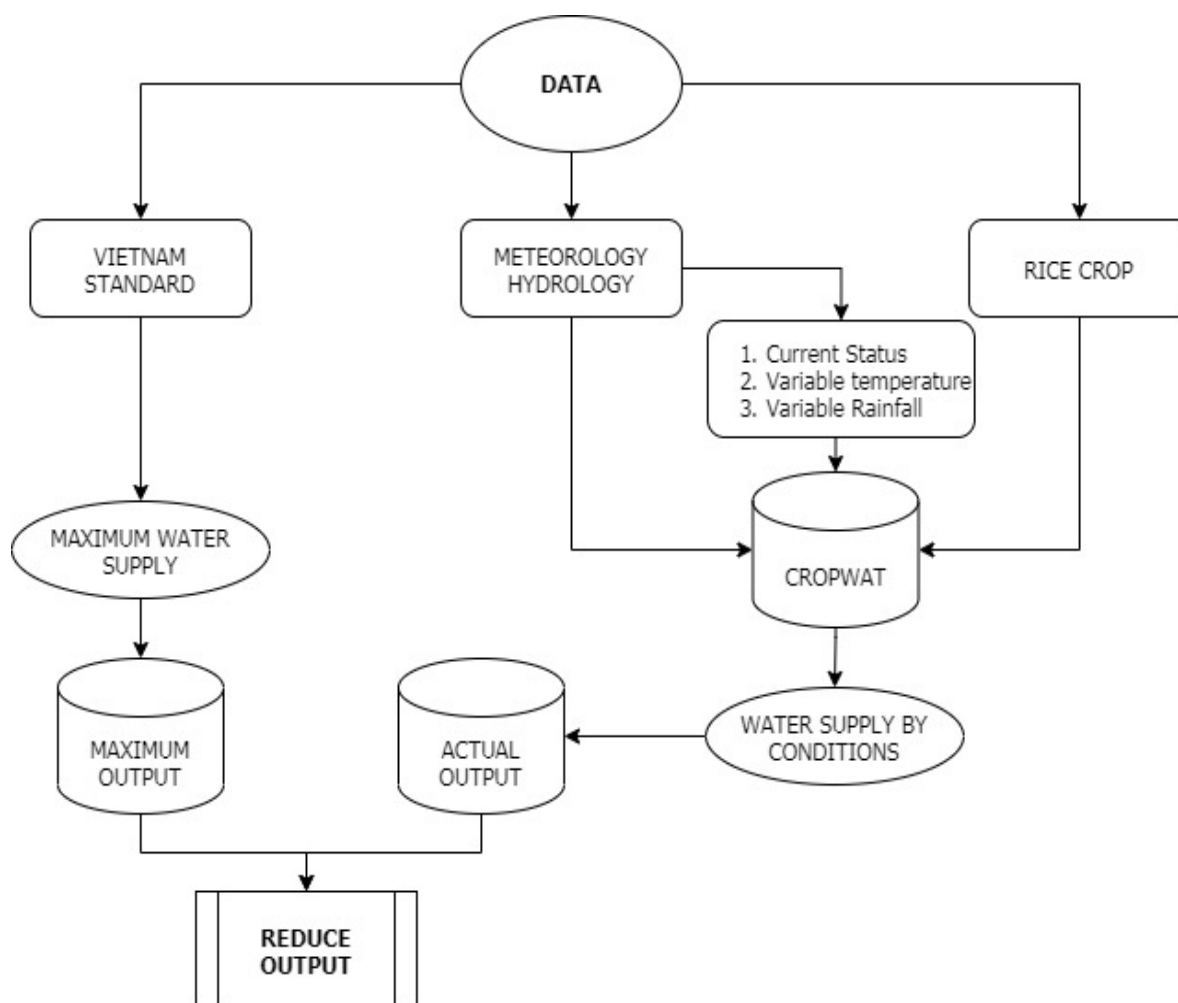 DATA
VIETNAM
STANDARD
METEOROLOGY
HYDROLOGY
RICE CROP
1. Current Status
2. Variable temperature
3. Variable Rainfall
MAXIMUM WATER
SUPPLY
CROPWAT
MAXIMUM
OUTPUT
ACTUAL
OUTPUT
WATER SUPPLY BY
CONDITIONS
REDUCE
OUTPUT